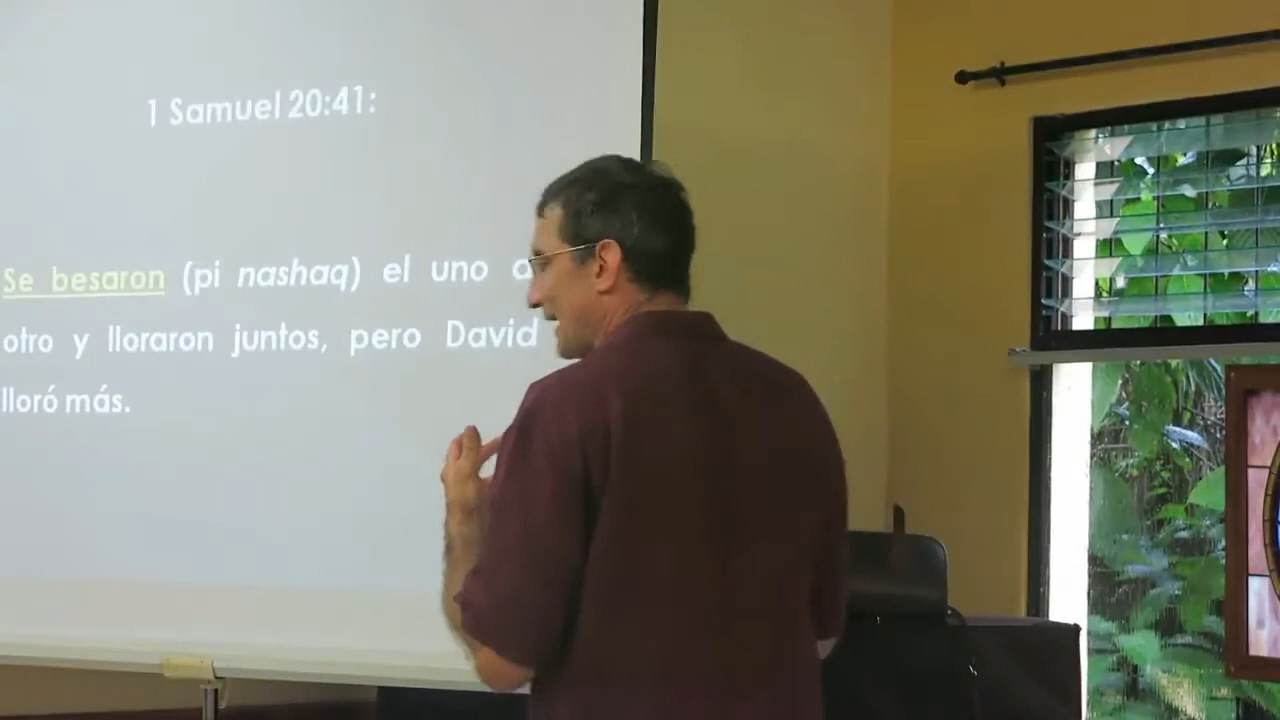 1 Samuel 20:41:
Se besaron (pi nashaq) el uno
otro y lloraron juntos, pero David
lloró más.